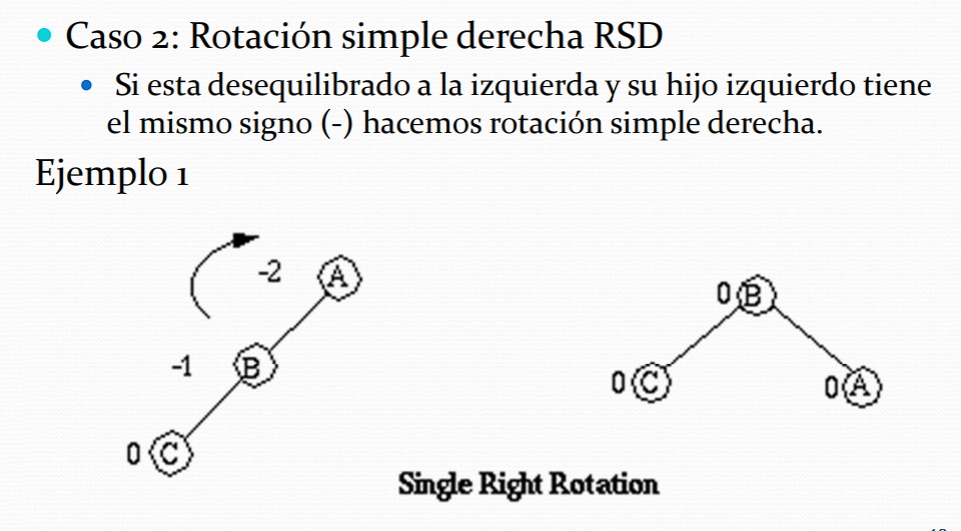 Caso 2: Rotación simple derecha RSD
Si esta desequilibrado a la izquierda y su hijo izquierdo tiene
el mismo signo (-) hacemos rotación simple derecha.
Ejemplo 1
-2 A
-1 B
0 C
0 B
0 C 0 A
Single Right Rotation